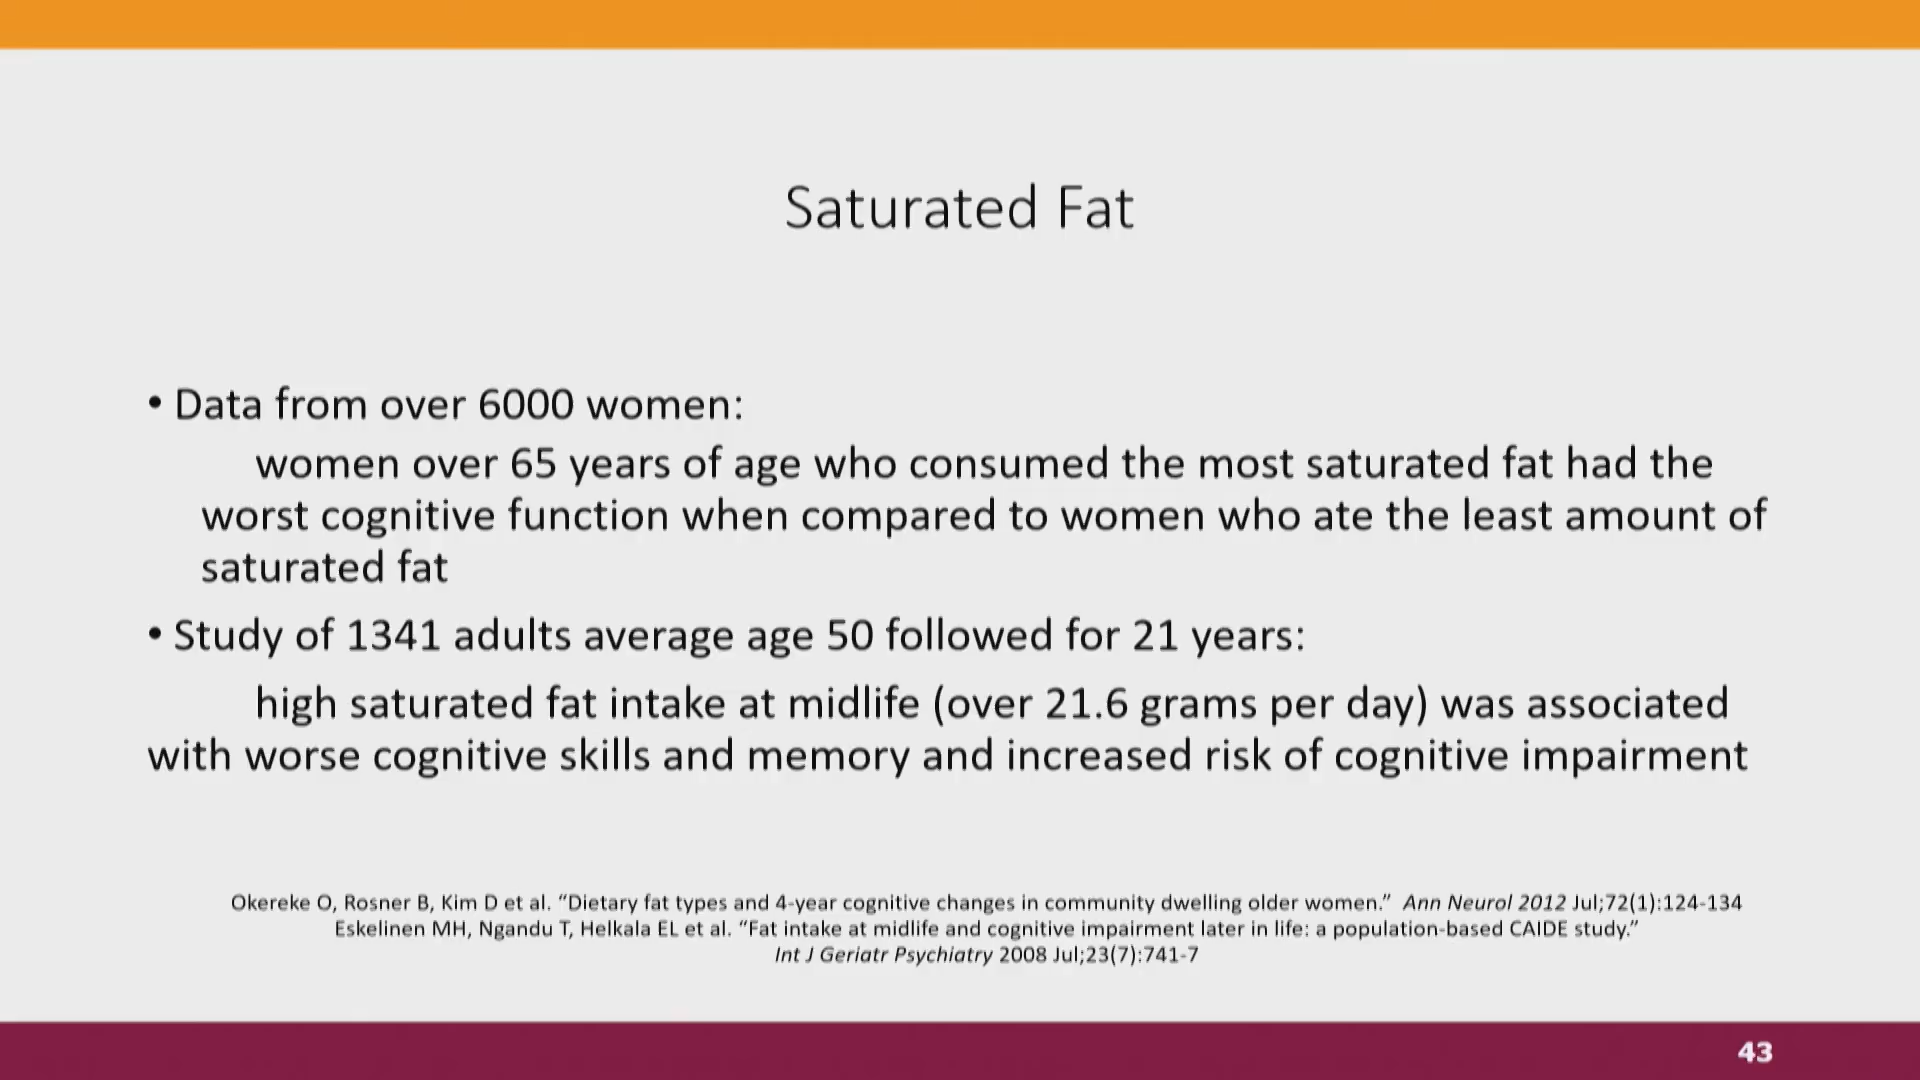 Saturated Fat
• Data from over 6000 women:
women over 65 years of age who consumed the most saturated fat had the
worst cognitive function when compared to women who ate the least amount of
saturated fat
• Study of 1341 adults average age 50 followed for 21 years:
high saturated fat intake at midlife (over 21.6 grams per day) was associated
with worse cognitive skills and memory and increased risk of cognitive impairment
Okereke O, Rosner B, Kim D et al. “Dietary fat types and 4-year cognitive changes in community dwelling older women.” Ann Neurol 2012 Jul;72(1):124-134
Eskelinen MH, Ngandu T, Helkala EL et al. “Fat intake at midlife and cognitive impairment later in life: a population-based CAIDE study.”
Int J Geriatr Psychiatry 2008 Jul;23(7):741-7
43